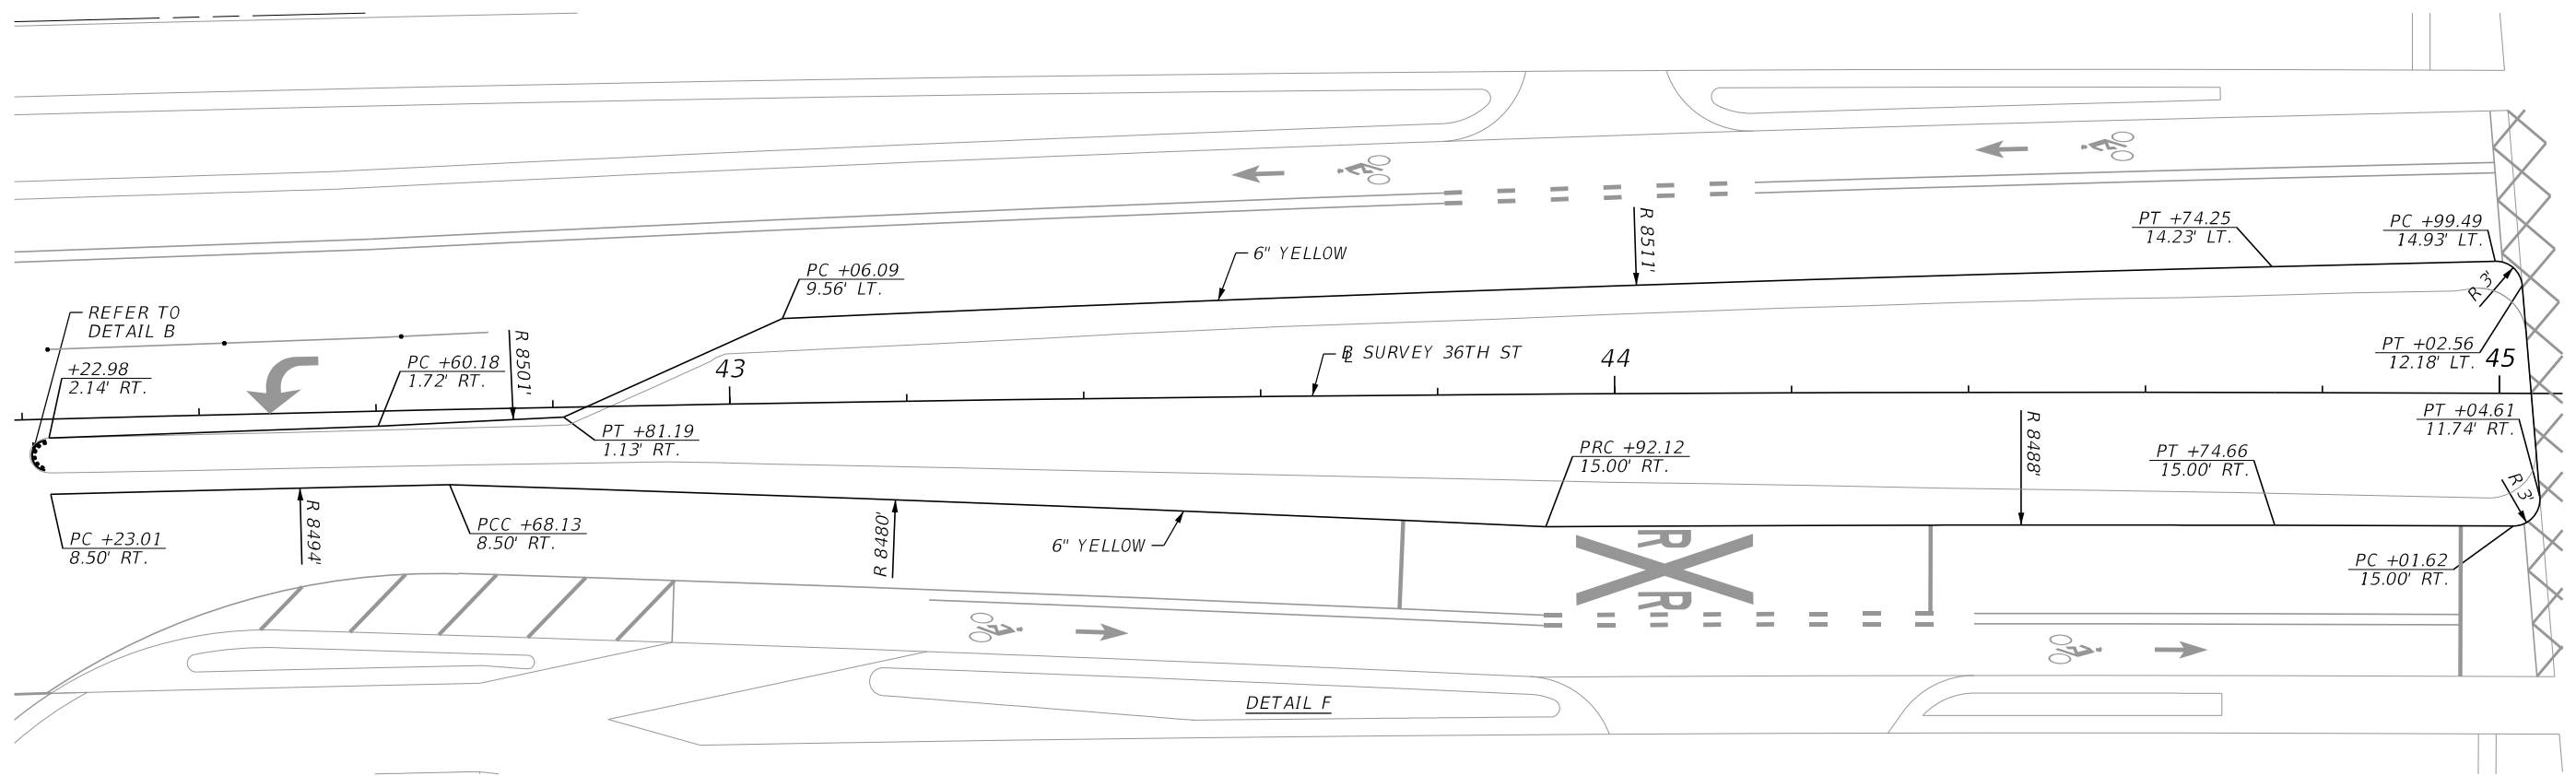 R 8511'
PT +74.25
14.23' LT.
PC +99.49
14.93' LT.
6" YELLOW
PC +06.09
9.56' LT.
R 3'
REFER TO
DETAIL B
R 8501'
PT +02.56
12.18' LT.
BL SURVEY 36TH ST
+22.98
2.14' RT.
PC +60.18
1.72' RT.
43
44
45
PT +04.61
11.74' RT.
PT +81.19
1.13' RT.
PRC +92.12
15.00' RT.
R 8488'
PT +74.66
15.00' RT.
R 3'
PC +23.01
8.50' RT.
R 8494'
PCC +68.13
8.50' RT.
R 8480'
6" YELLOW
R R
PC +01.62
15.00' RT.
DETAIL F